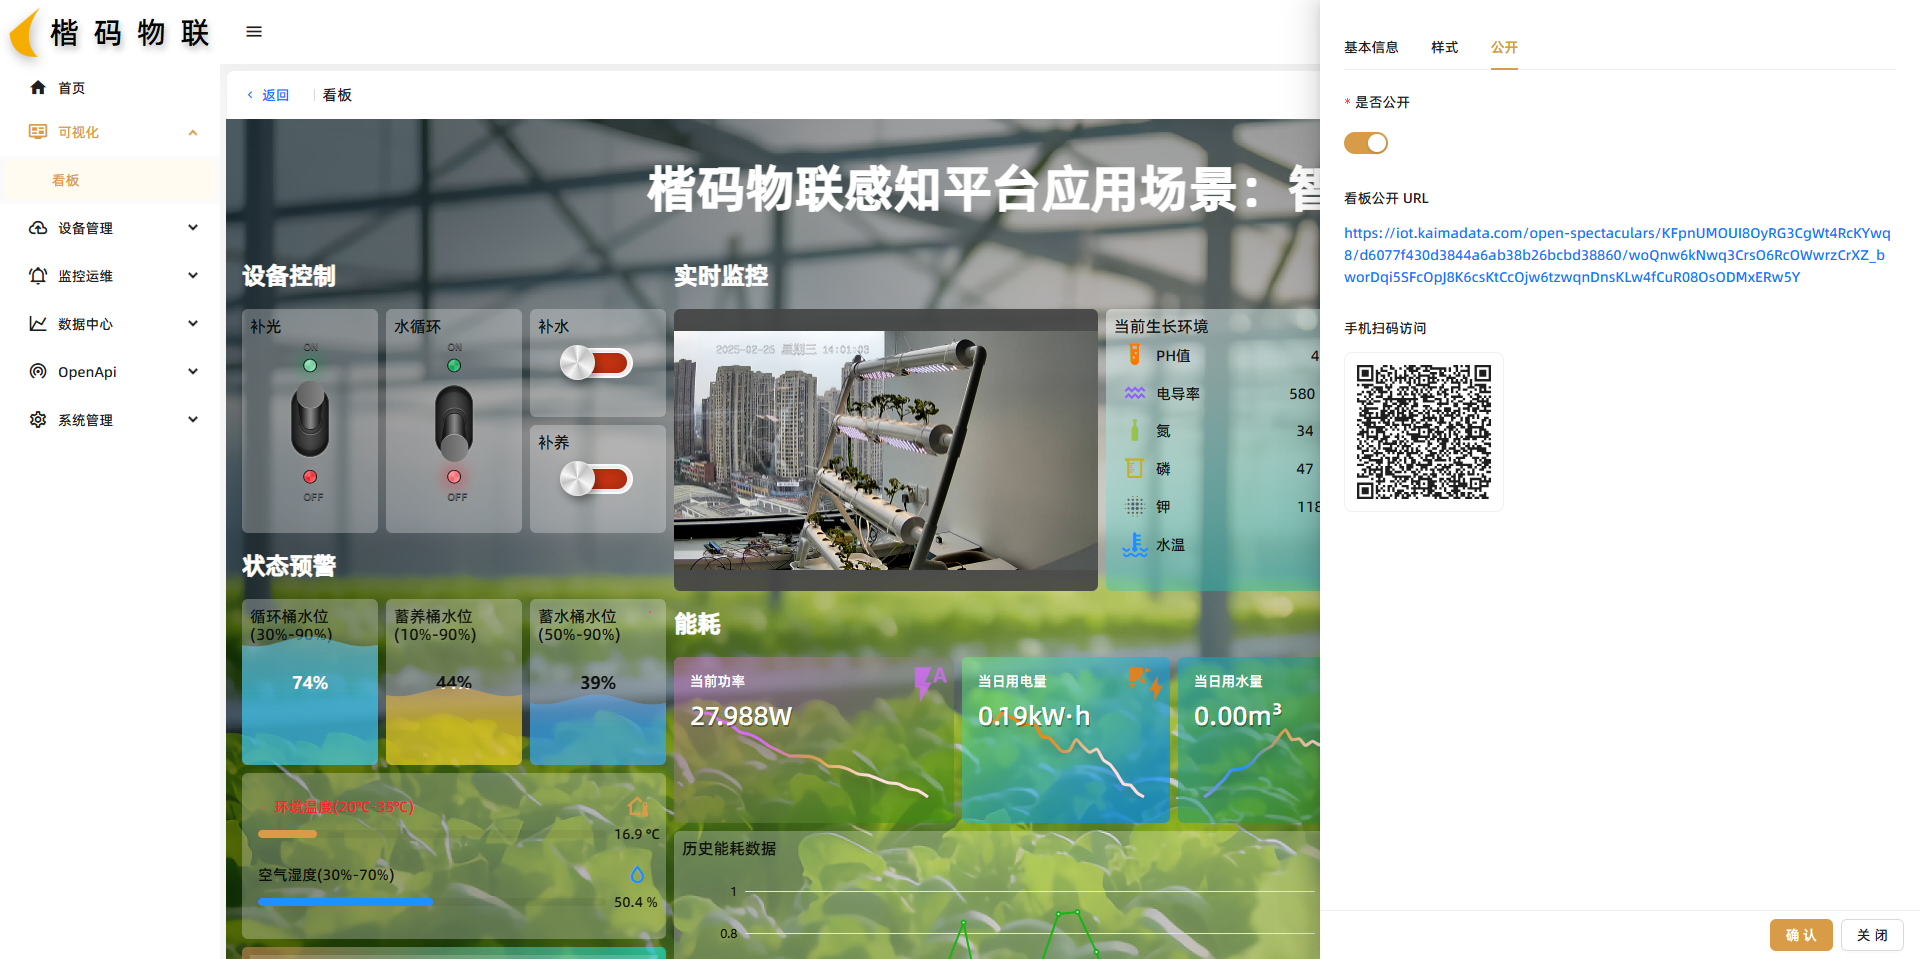 楷码物联
首页
可视化
看板
设备管理
监控运维
数据中心
OpenApi
系统管理
返回
看板
楷码物联感知平台应用场景：智
设备控制
补光
ON
OFF
水循环
ON
OFF
补水
补养
状态预警
循环桶水位
(30%-90%)
74%
蓄养桶水位
(10%-90%)
44%
蓄水桶水位
(50%-90%)
39%
环境温度(20℃-35℃)
16.9 ℃
空气湿度(30%-70%)
50.4 %
实时监控
2025-02-26 星期三 14:01:03
当前生长环境
PH值 4
电导率 580
氮 34
磷 47
钾 118
水温
能耗
当前功率
27.988W
当日用电量
0.19kW·h
当日用水量
0.00m³
历史能耗数据
1
0.8
基本信息 样式 公开
* 是否公开
看板公开 URL
https://iot.kaimadata.com/open-spectaculars/KFpnUMOUI8OyRG3CgWt4RcKYwq
8/d6077f430d3844a6ab38b26bcbd38860/woQnw6kNwq3CrsO6RcOWwrzCrXZ_b
worDqi5SFcOpJ8K6csKtCcOjw6tzwqnDnsKLw4fCuR08OsODMxERw5Y
手机扫码访问
确 认
关 闭